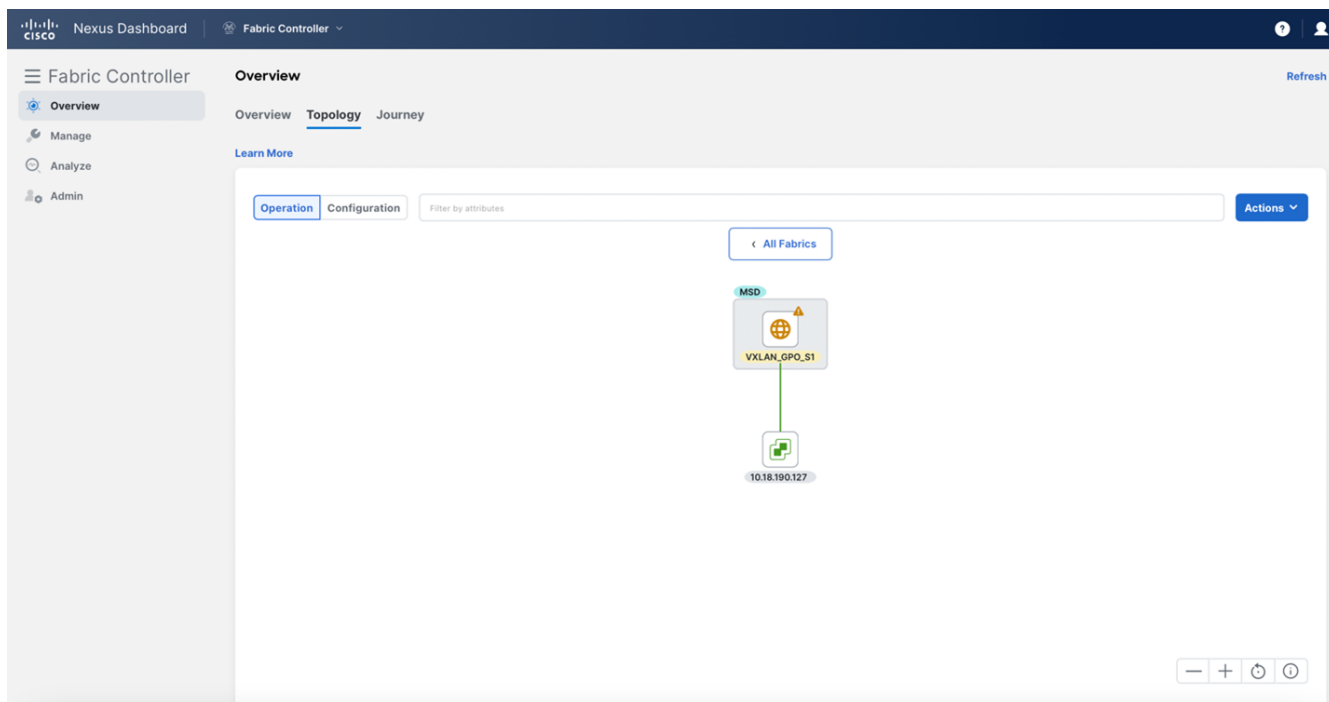 CISCO Nexus Dashboard Fabric Controller
Fabric Controller
Overview
Manage
Analyze
Admin
Overview
Refresh
Overview Topology Journey
Learn More
Operation Configuration Filter by attributes Actions
All Fabrics
MSD
VXLAN_GPO_S1
10.18.190.127